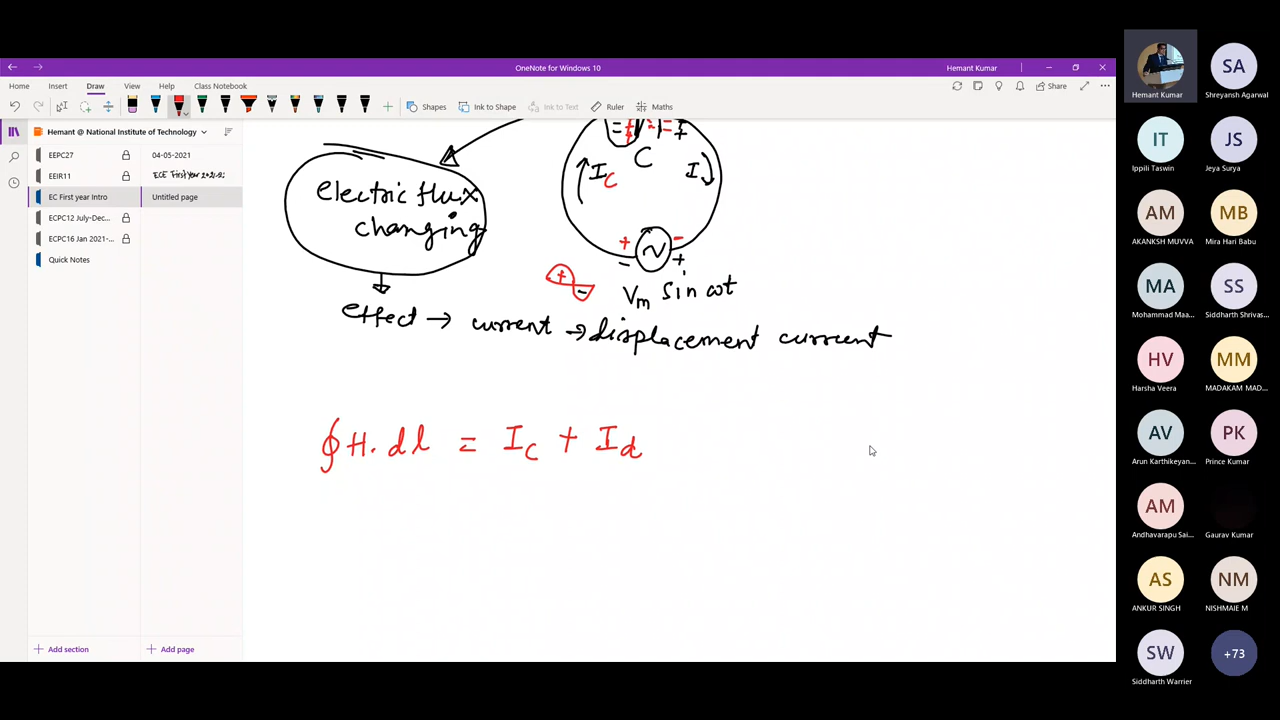 OneNote for Windows 10
Hemant Kumar
Home Insert Draw View Help Class Notebook
Shapes Ink to Shape Ink to Text Ruler Maths
Share
Hemant @ National Institute of Technology
EEPC27
EEIR11
EC First year Intro
ECPC12 July-Dec...
ECPC16 Jan 2021-...
Quick Notes
04-05-2021
ECE First Year 2021-22
Untitled page
Add section
Add page
electric flux
changing
I C
C
I
+ -
- +
+
-
Vm Sin ωt
effect → current → displacement current
∮ H. dl = IC + Id
Hemant Kumar
SA
Shreyansh Agarwal
IT
Ippili Taswin
JS
Jeya Surya
AM
AKANKSH MUVVA
MB
Mira Hari Babu
MA
Mohammad Maa...
SS
Siddharth Shrivas...
HV
Harsha Veera
MM
MADAKAM MAD...
AV
Arun Karthikeyan...
PK
Prince Kumar
AM
Andhavarapu Sai...
Gaurav Kumar
AS
ANKUR SINGH
NM
NISHMAIE M
SW
Siddharth Warrier
+73